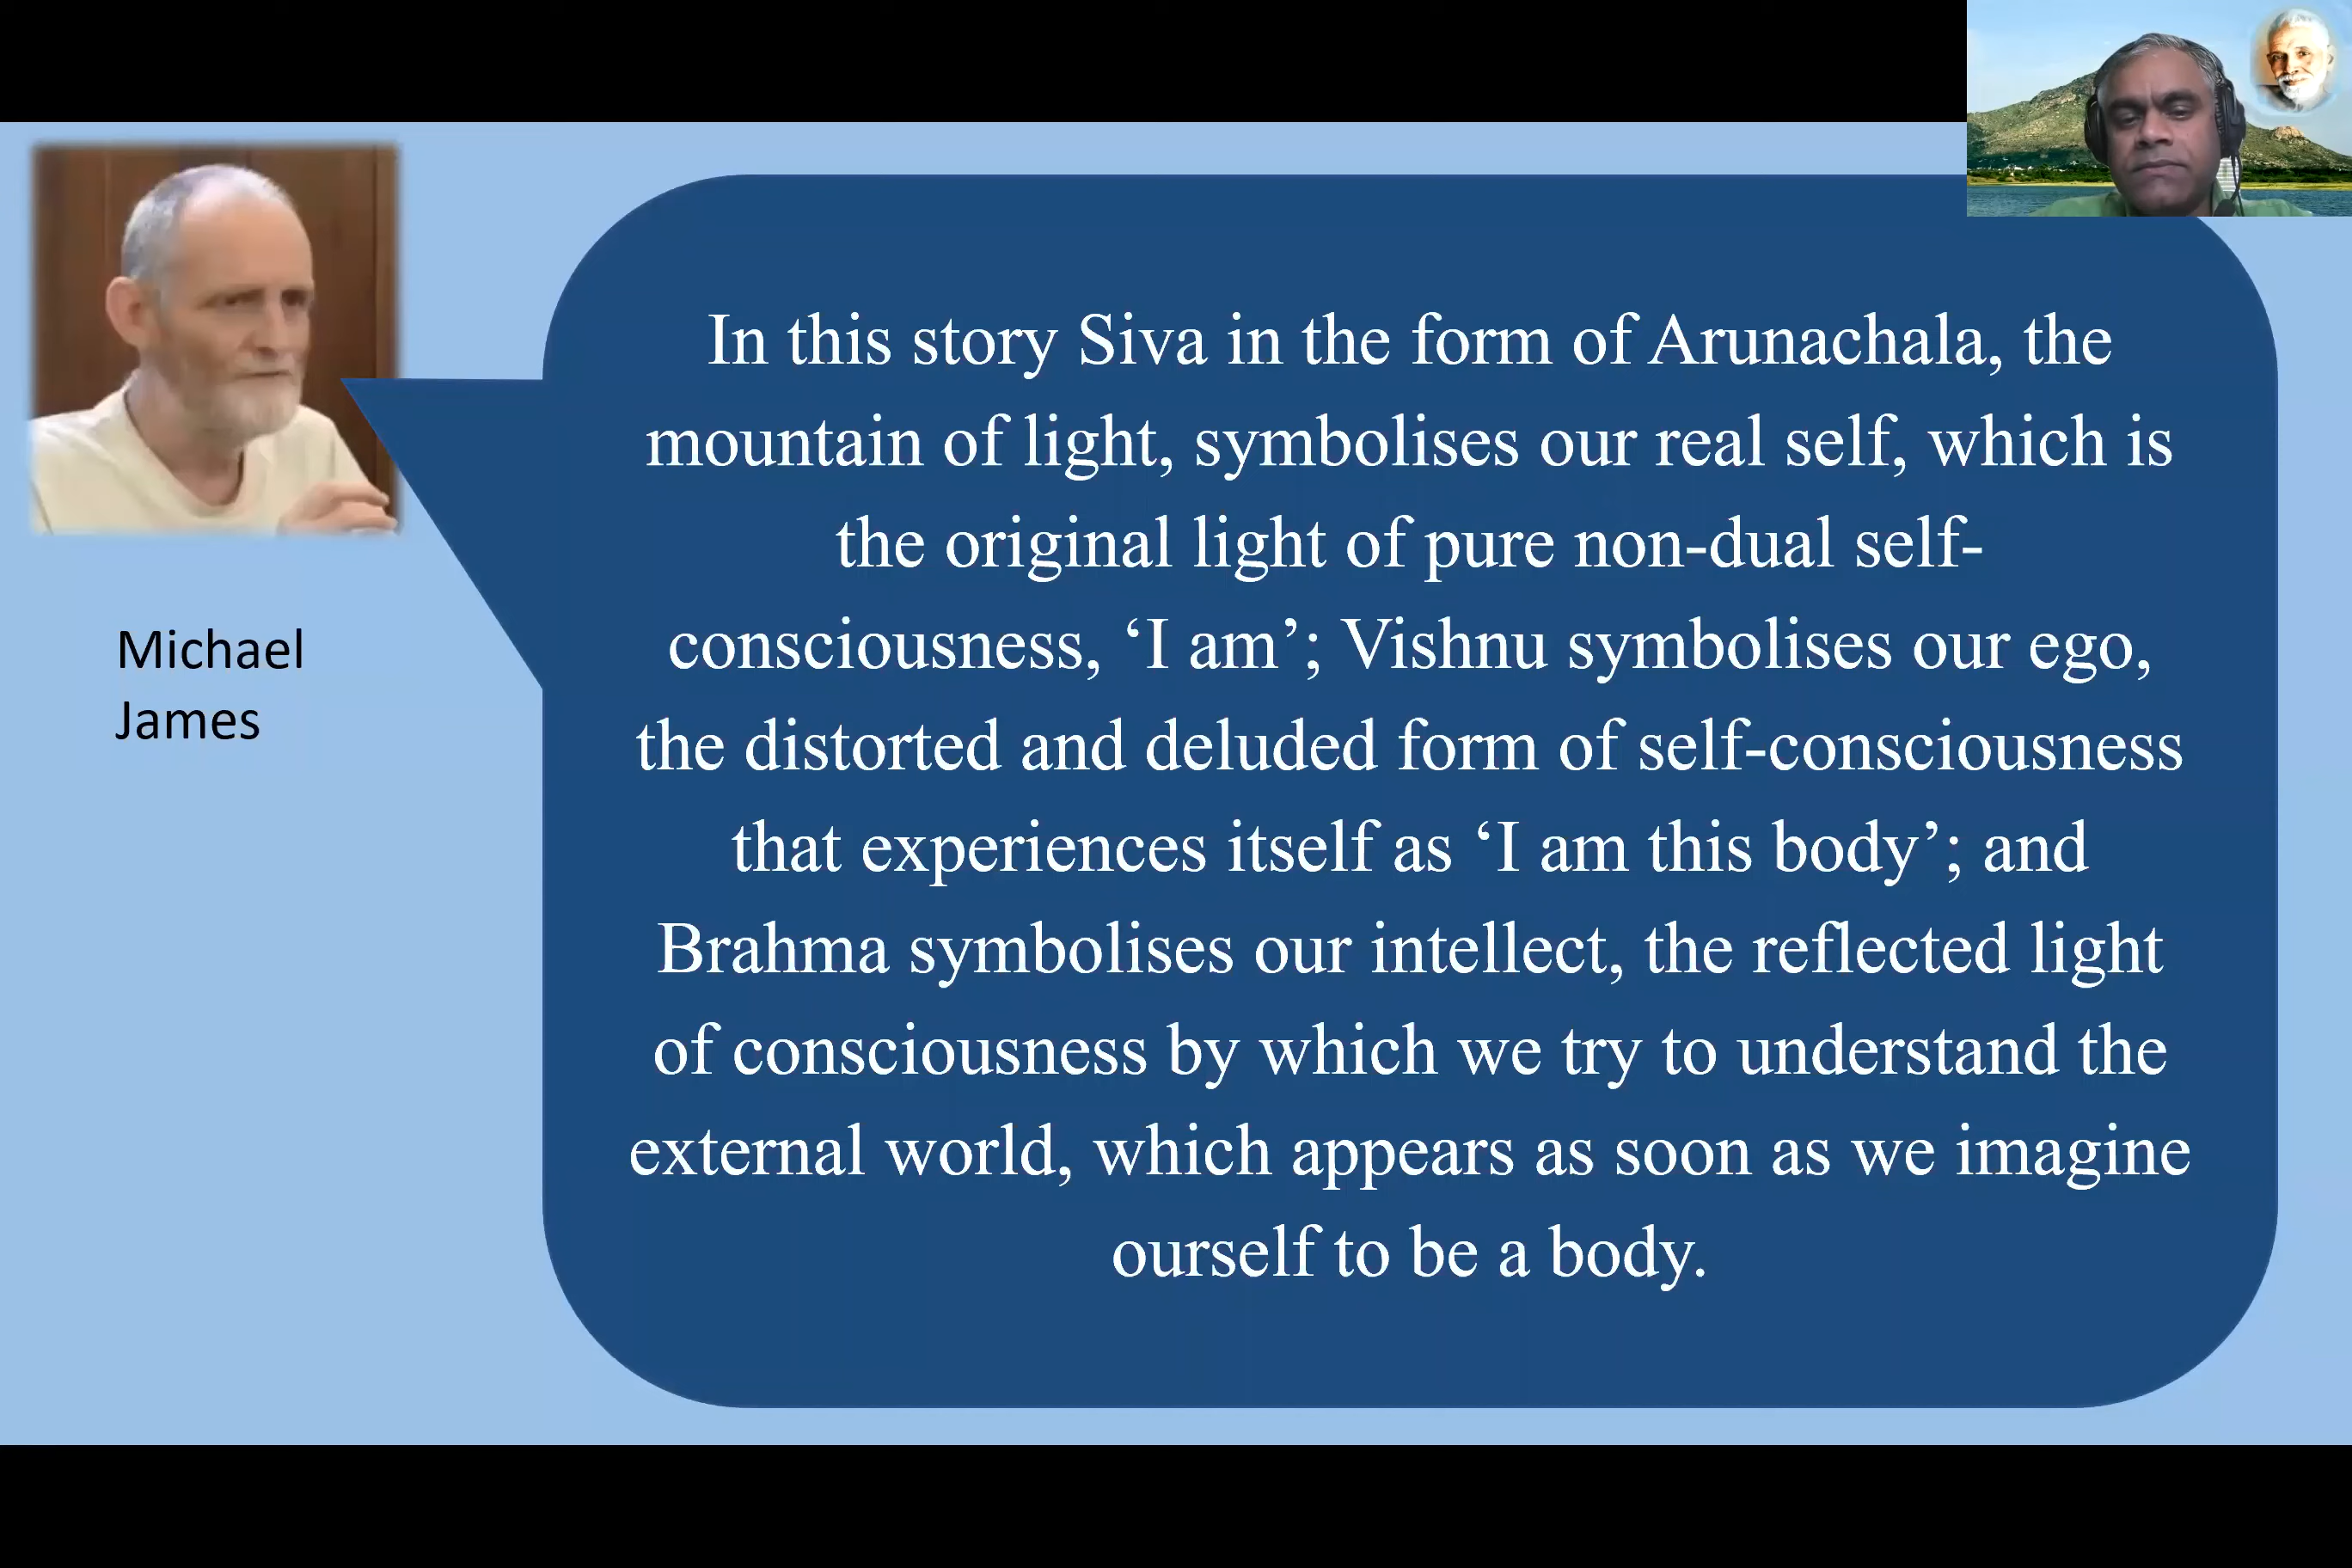 Michael
James
In this story Siva in the form of Arunachala, the
mountain of light, symbolises our real self, which is
the original light of pure non-dual self-
consciousness, ‘I am’; Vishnu symbolises our ego,
the distorted and deluded form of self-consciousness
that experiences itself as ‘I am this body’; and
Brahma symbolises our intellect, the reflected light
of consciousness by which we try to understand the
external world, which appears as soon as we imagine
ourself to be a body.